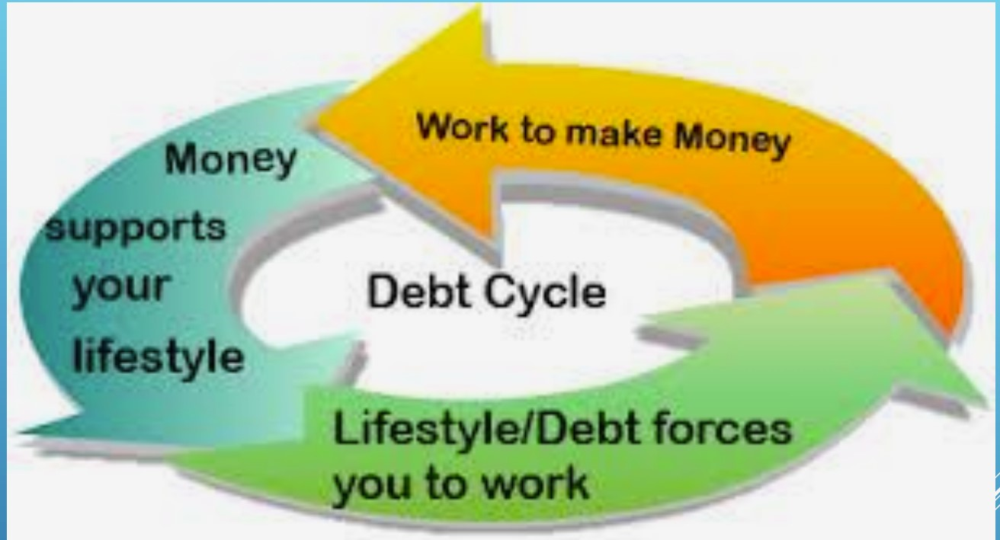 Work to make Money
Money
supports
your
lifestyle
Debt Cycle
Lifestyle/Debt forces
you to work